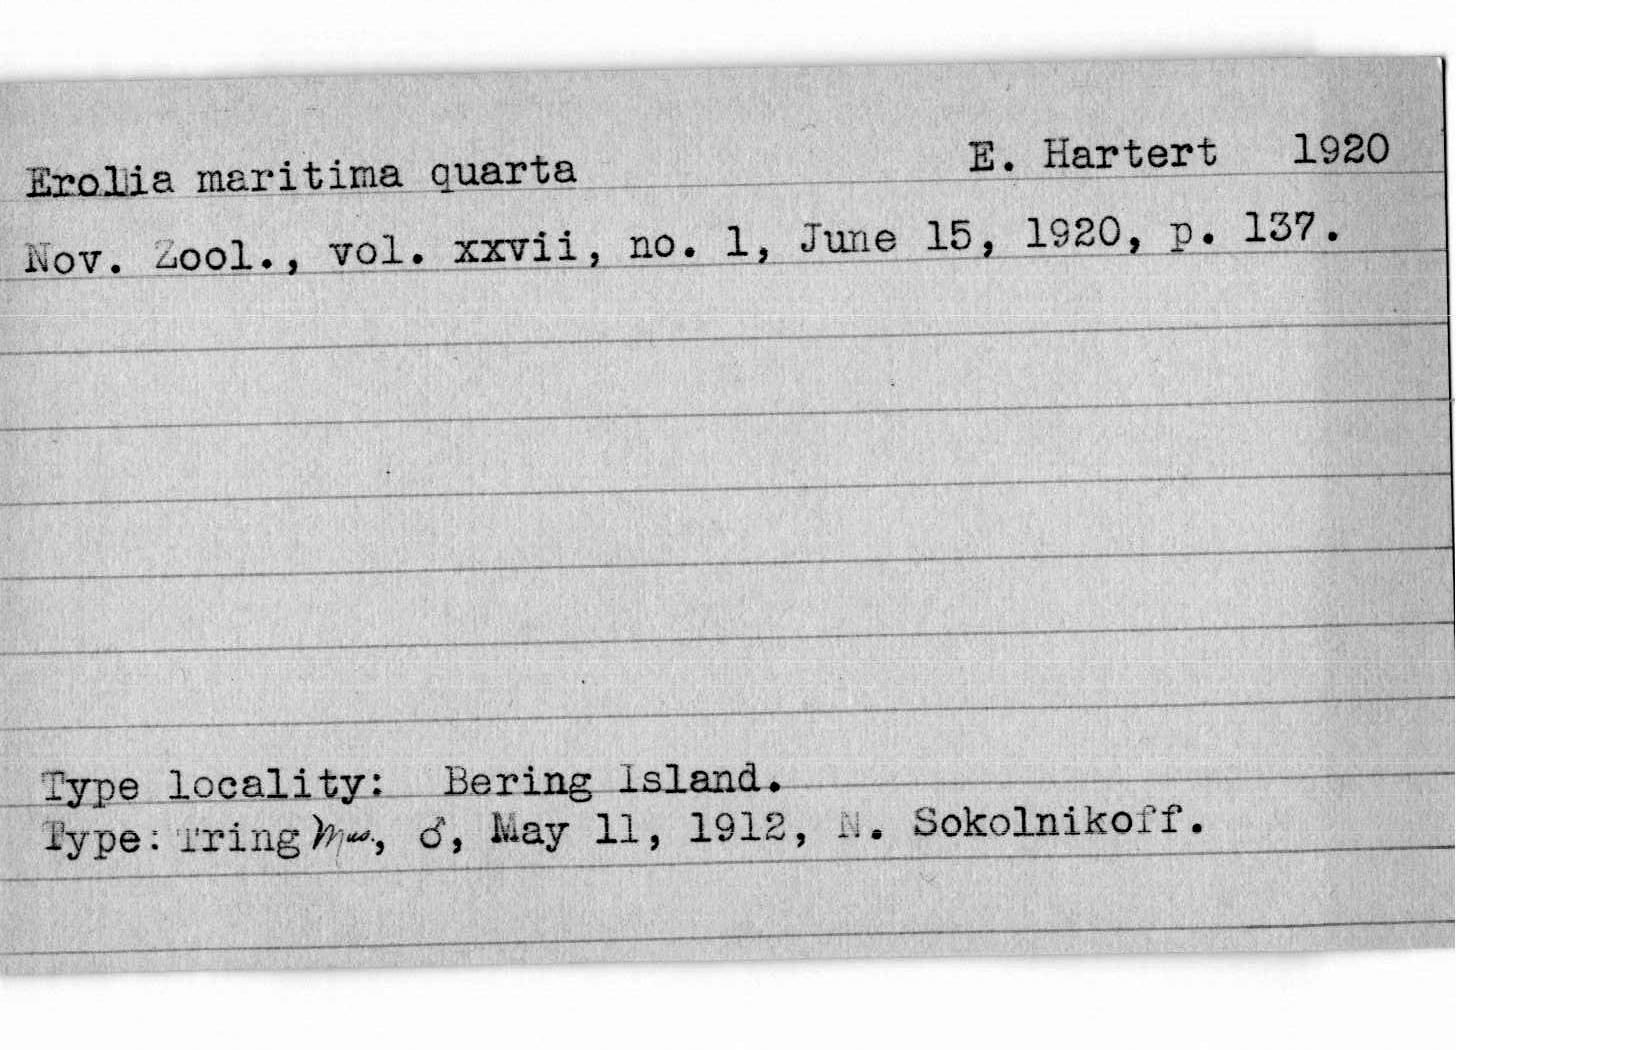 Erolia maritima quarta E. Hartert 1920
Nov. Zool., vol. xxvii, no. 1, June 15, 1920, p. 137.
Type locality: Bering Island.
Type: Tring Mus., ♂, May 11, 1912, N. Sokolnikoff.